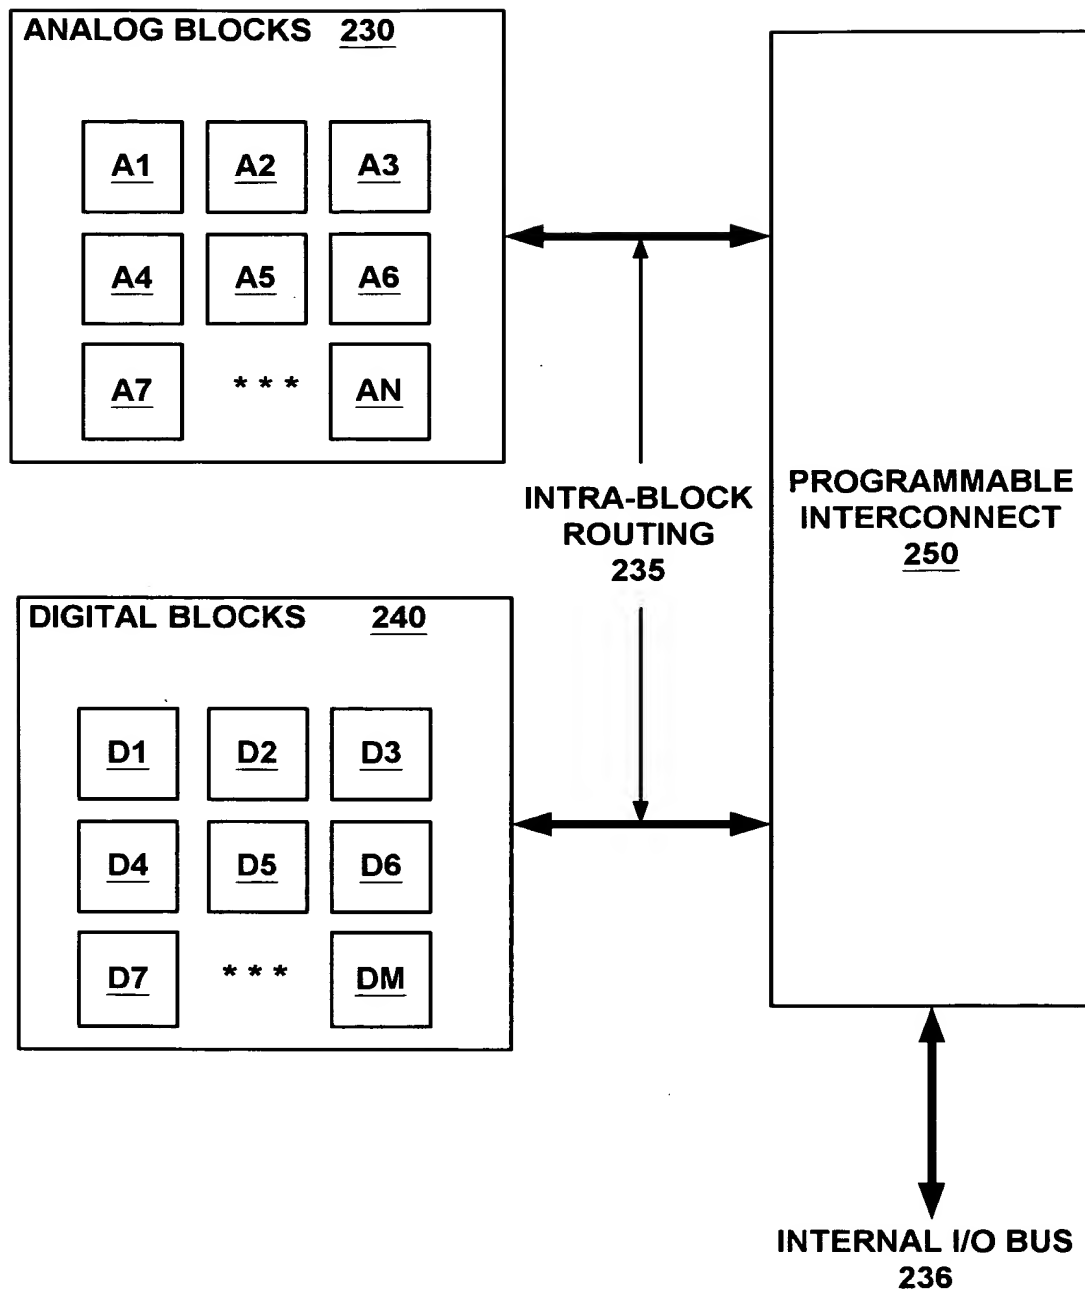 ANALOG BLOCKS 230
A1 A2 A3
A4 A5 A6
A7 * * * AN
INTRA-BLOCK
ROUTING
235
PROGRAMMABLE
INTERCONNECT
250
DIGITAL BLOCKS 240
D1 D2 D3
D4 D5 D6
D7 * * * DM
INTERNAL I/O BUS
236